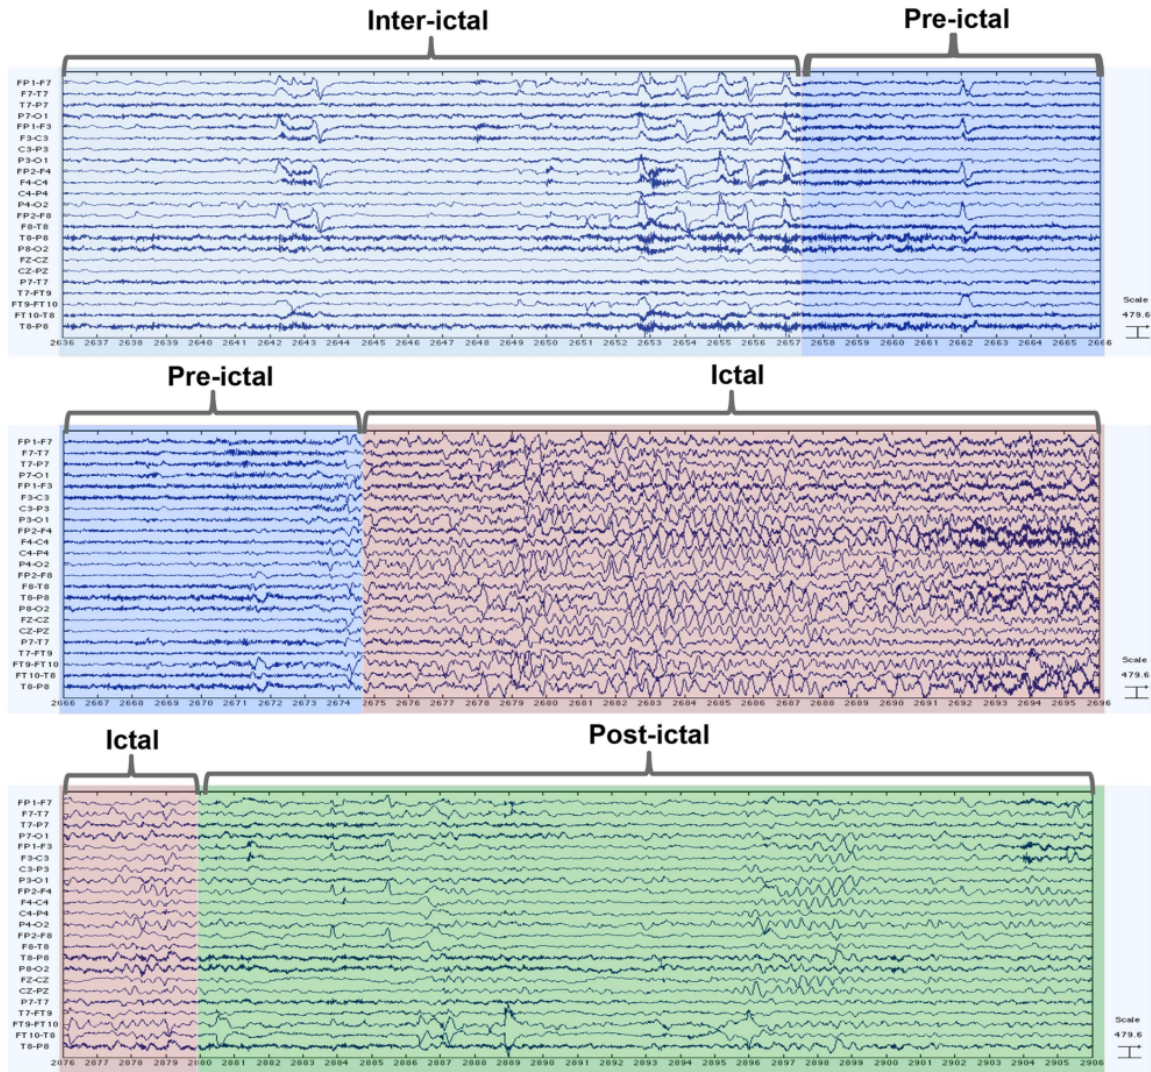 Inter-ictal
Pre-ictal
FP1-F7
F7-T7
T7-P7
P7-O1
FP1-F3
F3-C3
C3-P3
P3-O1
FP2-F4
F4-C4
C4-P4
P4-O2
FP2-F8
F8-T8
T8-P8
P8-O2
FZ-CZ
CZ-PZ
P7-T7
T7-FT9
FT9-FT10
FT10-T8
T8-P8
Scale
479.6
2636 2637 2638 2639 2640 2641 2642 2643 2644 2645 2646 2647 2648 2649 2650 2651 2652 2653 2654 2655 2656 2657 2658 2659 2660 2661 2662 2663 2664 2665 2666
Pre-ictal
Ictal
FP1-F7
F7-T7
T7-P7
P7-O1
FP1-F3
F3-C3
C3-P3
P3-O1
FP2-F4
F4-C4
C4-P4
P4-O2
FP2-F8
F8-T8
T8-P8
P8-O2
FZ-CZ
CZ-PZ
P7-T7
T7-FT9
FT9-FT10
FT10-T8
T8-P8
Scale
479.6
2666 2667 2668 2669 2670 2671 2672 2673 2674 2675 2676 2677 2678 2679 2680 2681 2682 2683 2684 2685 2686 2687 2688 2689 2690 2691 2692 2693 2694 2695 2696
Ictal
Post-ictal
FP1-F7
F7-T7
T7-P7
P7-O1
FP1-F3
F3-C3
C3-P3
P3-O1
FP2-F4
F4-C4
C4-P4
P4-O2
FP2-F8
F8-T8
T8-P8
P8-O2
FZ-CZ
CZ-PZ
P7-T7
T7-FT9
FT9-FT10
FT10-T8
T8-P8
Scale
479.6
2876 2877 2878 2879 2880 2881 2882 2883 2884 2885 2886 2887 2888 2889 2890 2891 2892 2893 2894 2895 2896 2897 2898 2899 2900 2901 2902 2903 2904 2905 2906